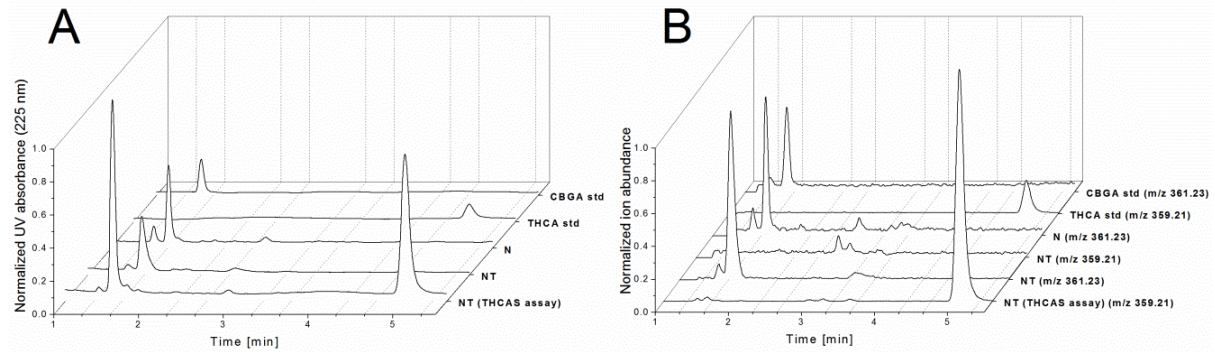 A
Normalized UV absorbance (225 nm)
1.0
0.8
0.6
0.4
0.2
0.0
1
2
3
4
5
Time [min]
CBGA std
THCA std
N
NT
NT (THCAS assay)
B
Normalized ion abundance
1.0
0.8
0.6
0.4
0.2
0.0
1
2
3
4
5
Time [min]
CBGA std (m/z 361.23)
THCA std (m/z 359.21)
N (m/z 361.23)
NT (m/z 359.21)
NT (m/z 361.23)
NT (THCAS assay) (m/z 359.21)